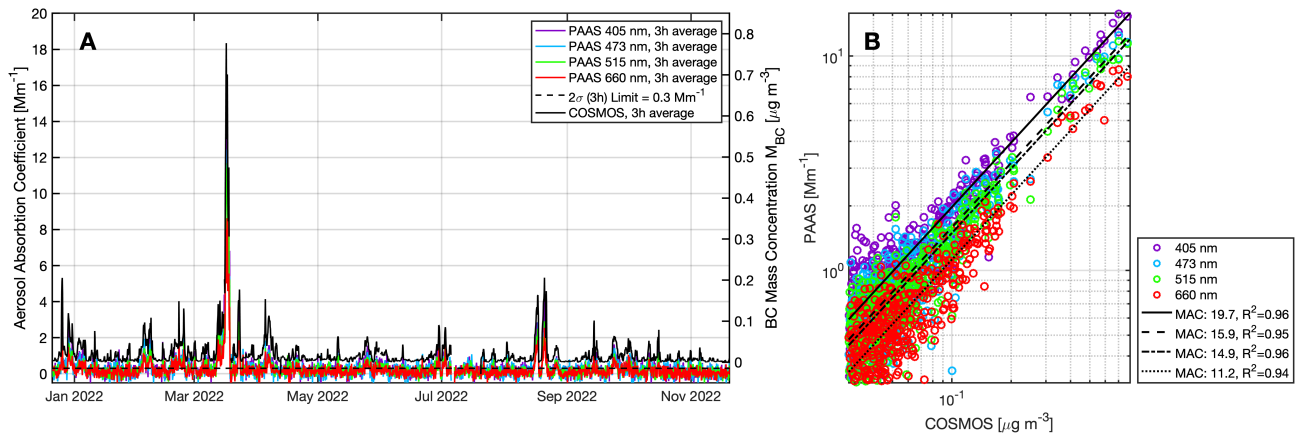 A
Aerosol Absorbtion Coefficient [Mm⁻¹]
20
18
16
14
12
10
8
6
4
2
0
Jan 2022
Mar 2022
May 2022
Jul 2022
Sep 2022
Nov 2022
PAAS 405 nm, 3h average
PAAS 473 nm, 3h average
PAAS 515 nm, 3h average
PAAS 660 nm, 3h average
2σ (3h) Limit = 0.3 Mm⁻¹
COSMOS, 3h average
0.8
0.7
0.6
0.5
0.4
0.3
0.2
0.1
0
BC Mass Concentration M_BC [μg m⁻³]
B
PAAS [Mm⁻¹]
10¹
10⁰
10⁻¹
COSMOS [μg m⁻³]
405 nm
473 nm
515 nm
660 nm
MAC: 19.7, R²=0.96
MAC: 15.9, R²=0.95
MAC: 14.9, R²=0.96
MAC: 11.2, R²=0.94